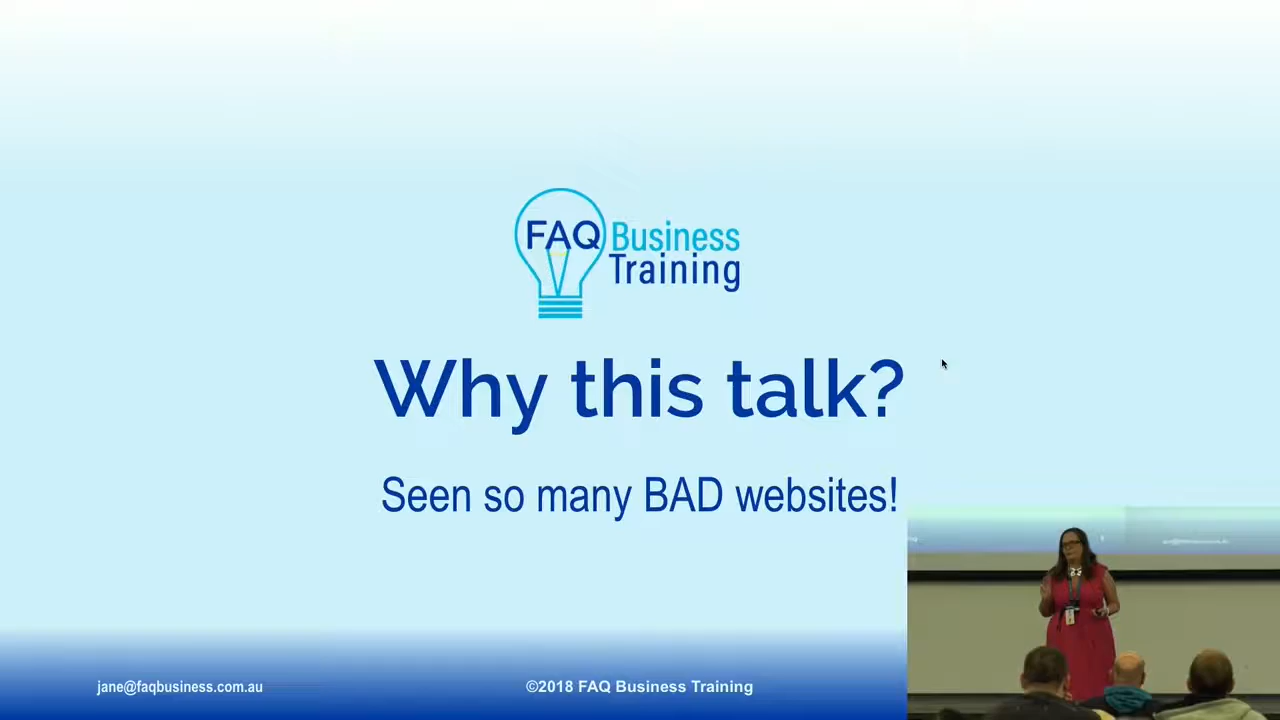 FAQ Business
Training
Why this talk?
Seen so many BAD websites!
jane@faqbusiness.com.au
©2018 FAQ Business Training